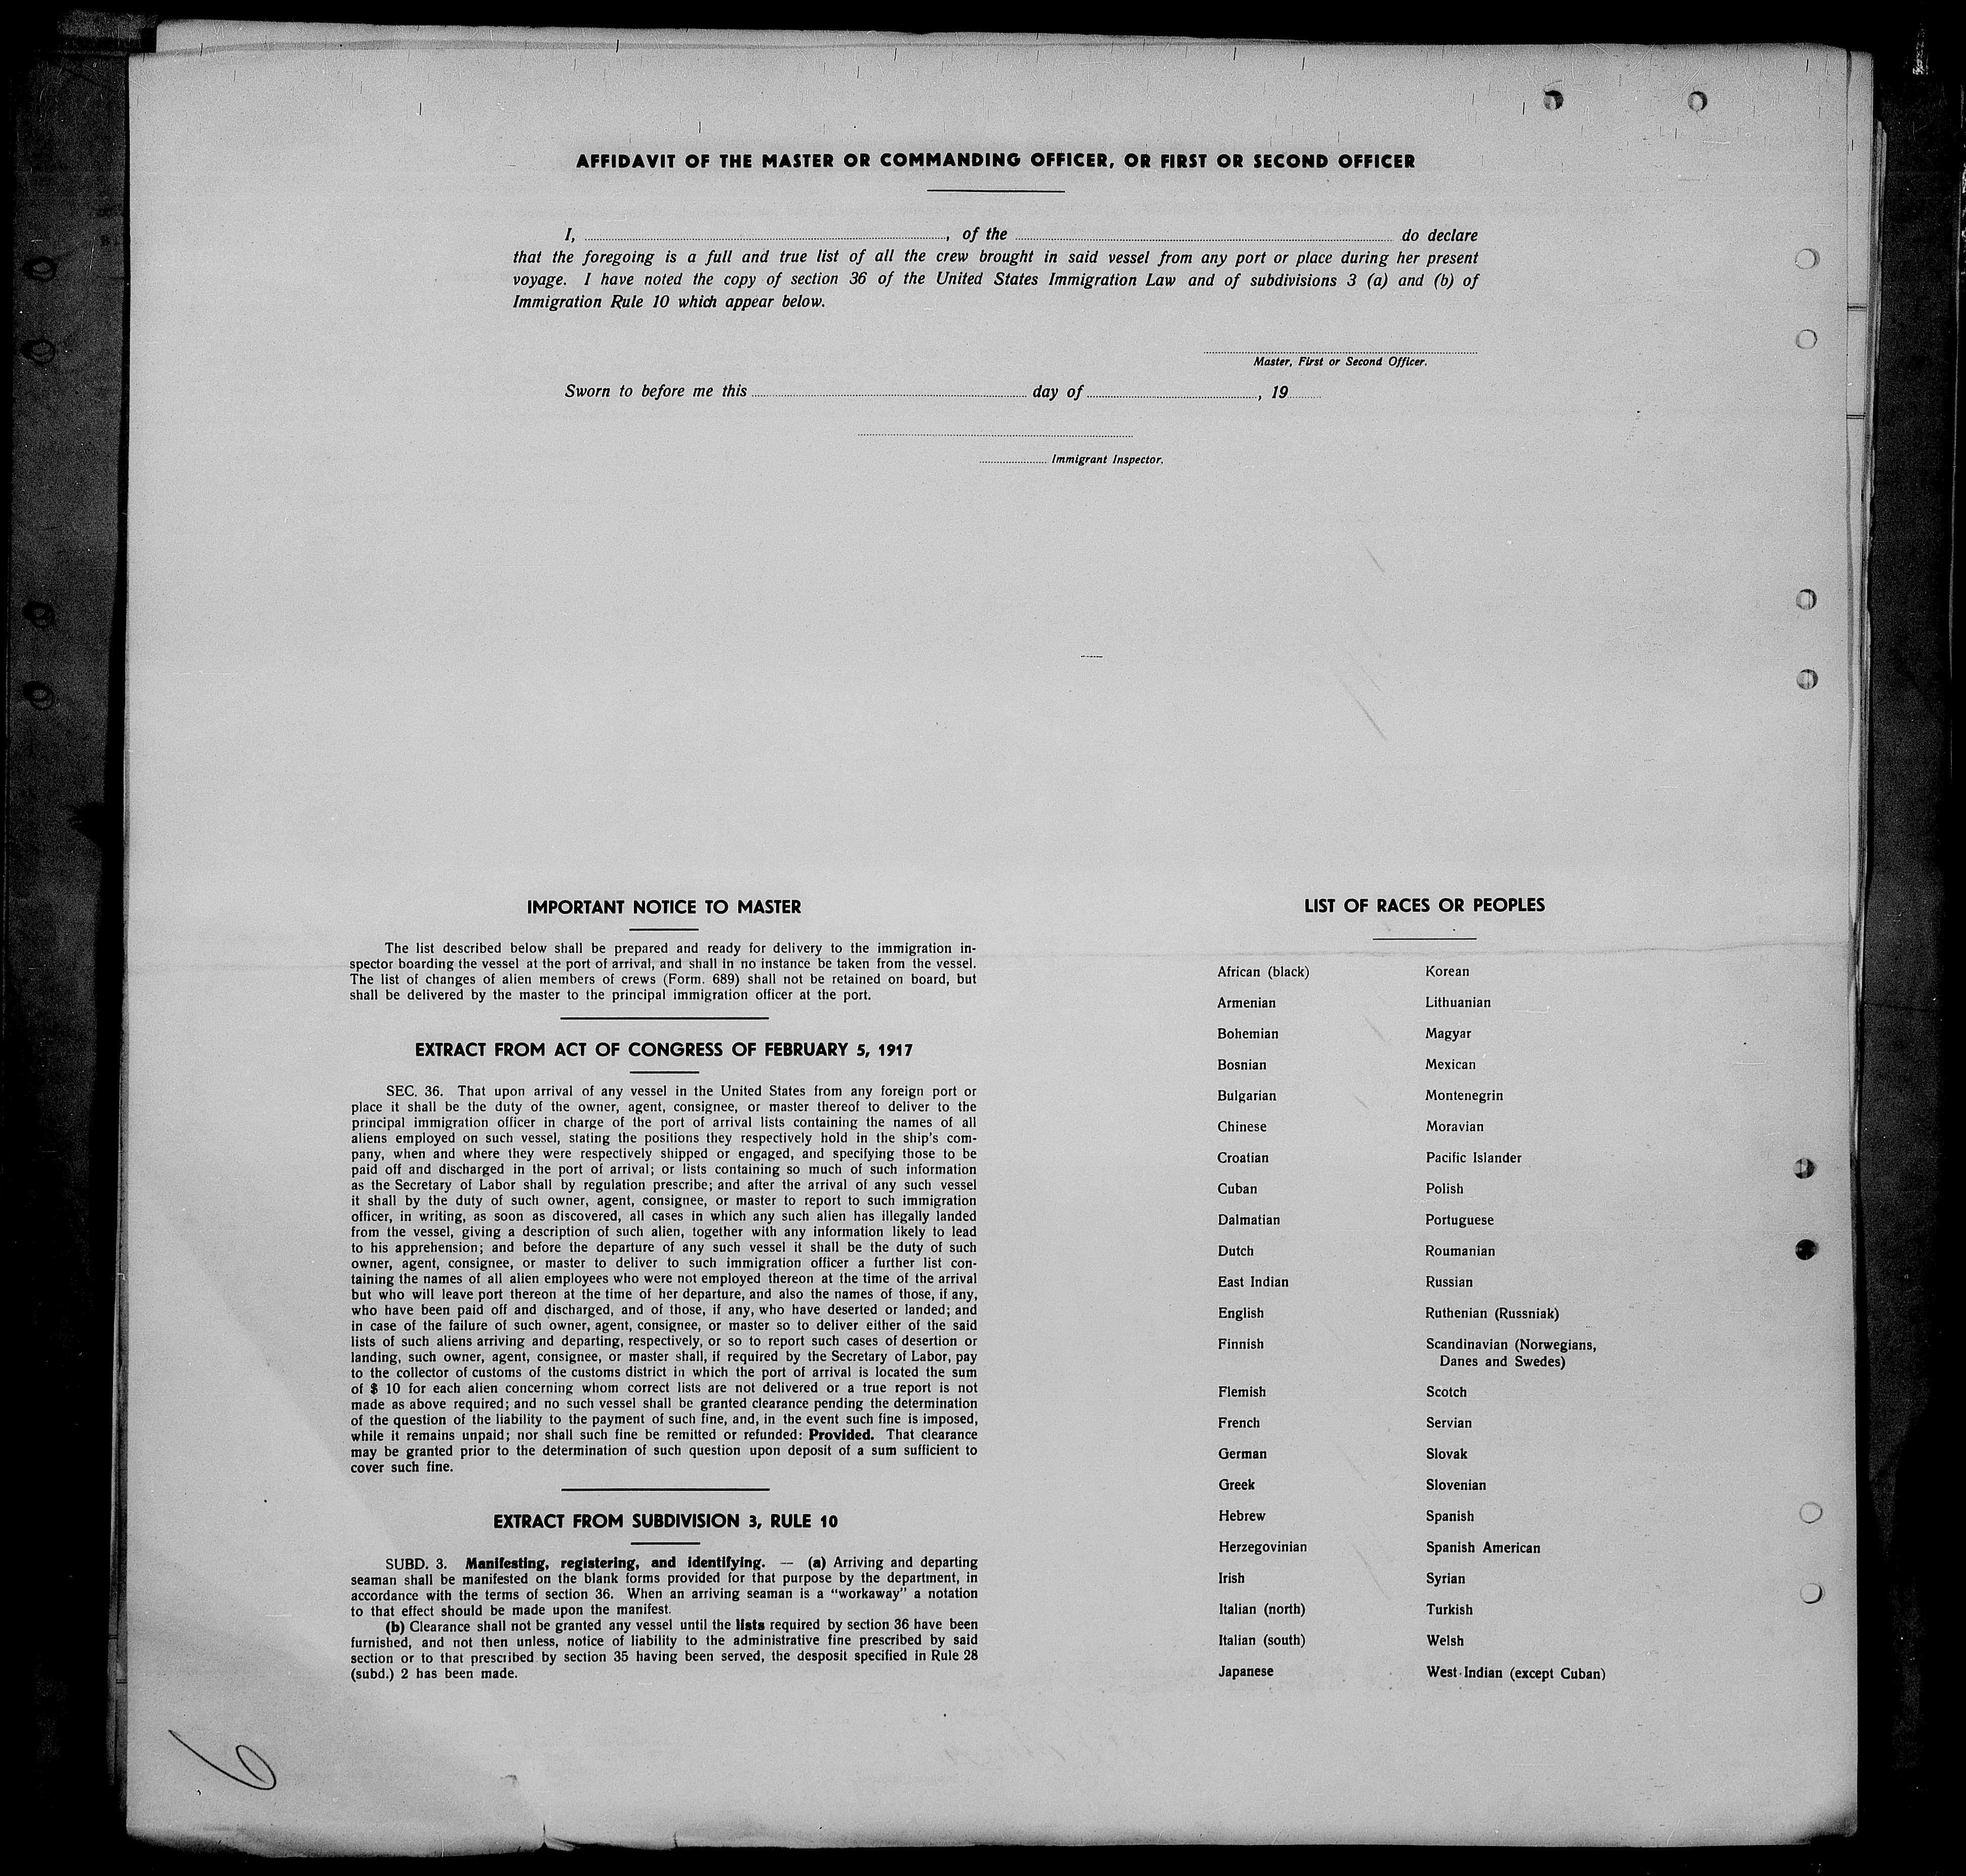 AFFIDAVIT OF THE MASTER OR COMMANDING OFFICER, OR FIRST OR SECOND OFFICER
I, , of the do declare
that the foregoing is a full and true list of all the crew brought in said vessel from any port or place during her present
voyage. I have noted the copy of section 36 of the United States Immigration Law and of subdivisions 3 (a) and (b) of
Immigration Rule 10 which appear below.
Master, First or Second Officer.
Sworn to before me this day of , 19
Immigrant Inspector.
IMPORTANT NOTICE TO MASTER
The list described below shall be prepared and ready for delivery to the immigration in-
spector boarding the vessel at the port of arrival, and shall in no instance be taken from the vessel.
The list of changes of alien members of crews (Form. 689) shall not be retained on board, but
shall be delivered by the master to the principal immigration officer at the port.
EXTRACT FROM ACT OF CONGRESS OF FEBRUARY 5, 1917
SEC. 36. That upon arrival of any vessel in the United States from any foreign port or
place it shall be the duty of the owner, agent, consignee, or master thereof to deliver to the
principal immigration officer in charge of the port of arrival lists containing the names of all
aliens employed on such vessel, stating the positions they respectively hold in the ship's com-
pany, when and where they were respectively shipped or engaged, and specifying those to be
paid off and discharged in the port of arrival; or lists containing so much of such information
as the Secretary of Labor shall by regulation prescribe; and after the arrival of any such vessel
it shall by the duty of such owner, agent, consignee, or master to report to such immigration
officer, in writing, as soon as discovered, all cases in which any such alien has illegally landed
from the vessel, giving a description of such alien, together with any information likely to lead
to his apprehension; and before the departure of any such vessel it shall be the duty of such
owner, agent, consignee, or master to deliver to such immigration officer a further list con-
taining the names of all alien employees who were not employed thereon at the time of the arrival
but who will leave port thereon at the time of her departure, and also the names of those, if any,
who have been paid off and discharged, and of those, if any, who have deserted or landed; and
in case of the failure of such owner, agent, consignee, or master so to deliver either of the said
lists of such aliens arriving and departing, respectively, or so to report such cases of desertion or
landing, such owner, agent, consignee, or master shall, if required by the Secretary of Labor, pay
to the collector of customs of the customs district in which the port of arrival is located the sum
of $ 10 for each alien concerning whom correct lists are not delivered or a true report is not
made as above required; and no such vessel shall be granted clearance pending the determination
of the question of the liability to the payment of such fine, and, in the event such fine is imposed,
while it remains unpaid; nor shall such fine be remitted or refunded: Provided. That clearance
may be granted prior to the determination of such question upon deposit of a sum sufficient to
cover such fine.
EXTRACT FROM SUBDIVISION 3, RULE 10
SUBD. 3. Manifesting, registering, and identifying. — (a) Arriving and departing
seaman shall be manifested on the blank forms provided for that purpose by the department, in
accordance with the terms of section 36. When an arriving seaman is a "workaway" a notation
to that effect should be made upon the manifest.
(b) Clearance shall not be granted any vessel until the lists required by section 36 have been
furnished, and not then unless, notice of liability to the administrative fine prescribed by said
section or to that prescribed by section 35 having been served, the desposit specified in Rule 28
(subd.) 2 has been made.
LIST OF RACES OR PEOPLES
African (black)
Armenian
Bohemian
Bosnian
Bulgarian
Chinese
Croatian
Cuban
Dalmatian
Dutch
East Indian
English
Finnish
Flemish
French
German
Greek
Hebrew
Herzegovinian
Irish
Italian (north)
Italian (south)
Japanese
Korean
Lithuanian
Magyar
Mexican
Montenegrin
Moravian
Pacific Islander
Polish
Portuguese
Roumanian
Russian
Ruthenian (Russniak)
Scandinavian (Norwegians,
Danes and Swedes)
Scotch
Servian
Slovak
Slovenian
Spanish
Spanish American
Syrian
Turkish
Welsh
West Indian (except Cuban)
6